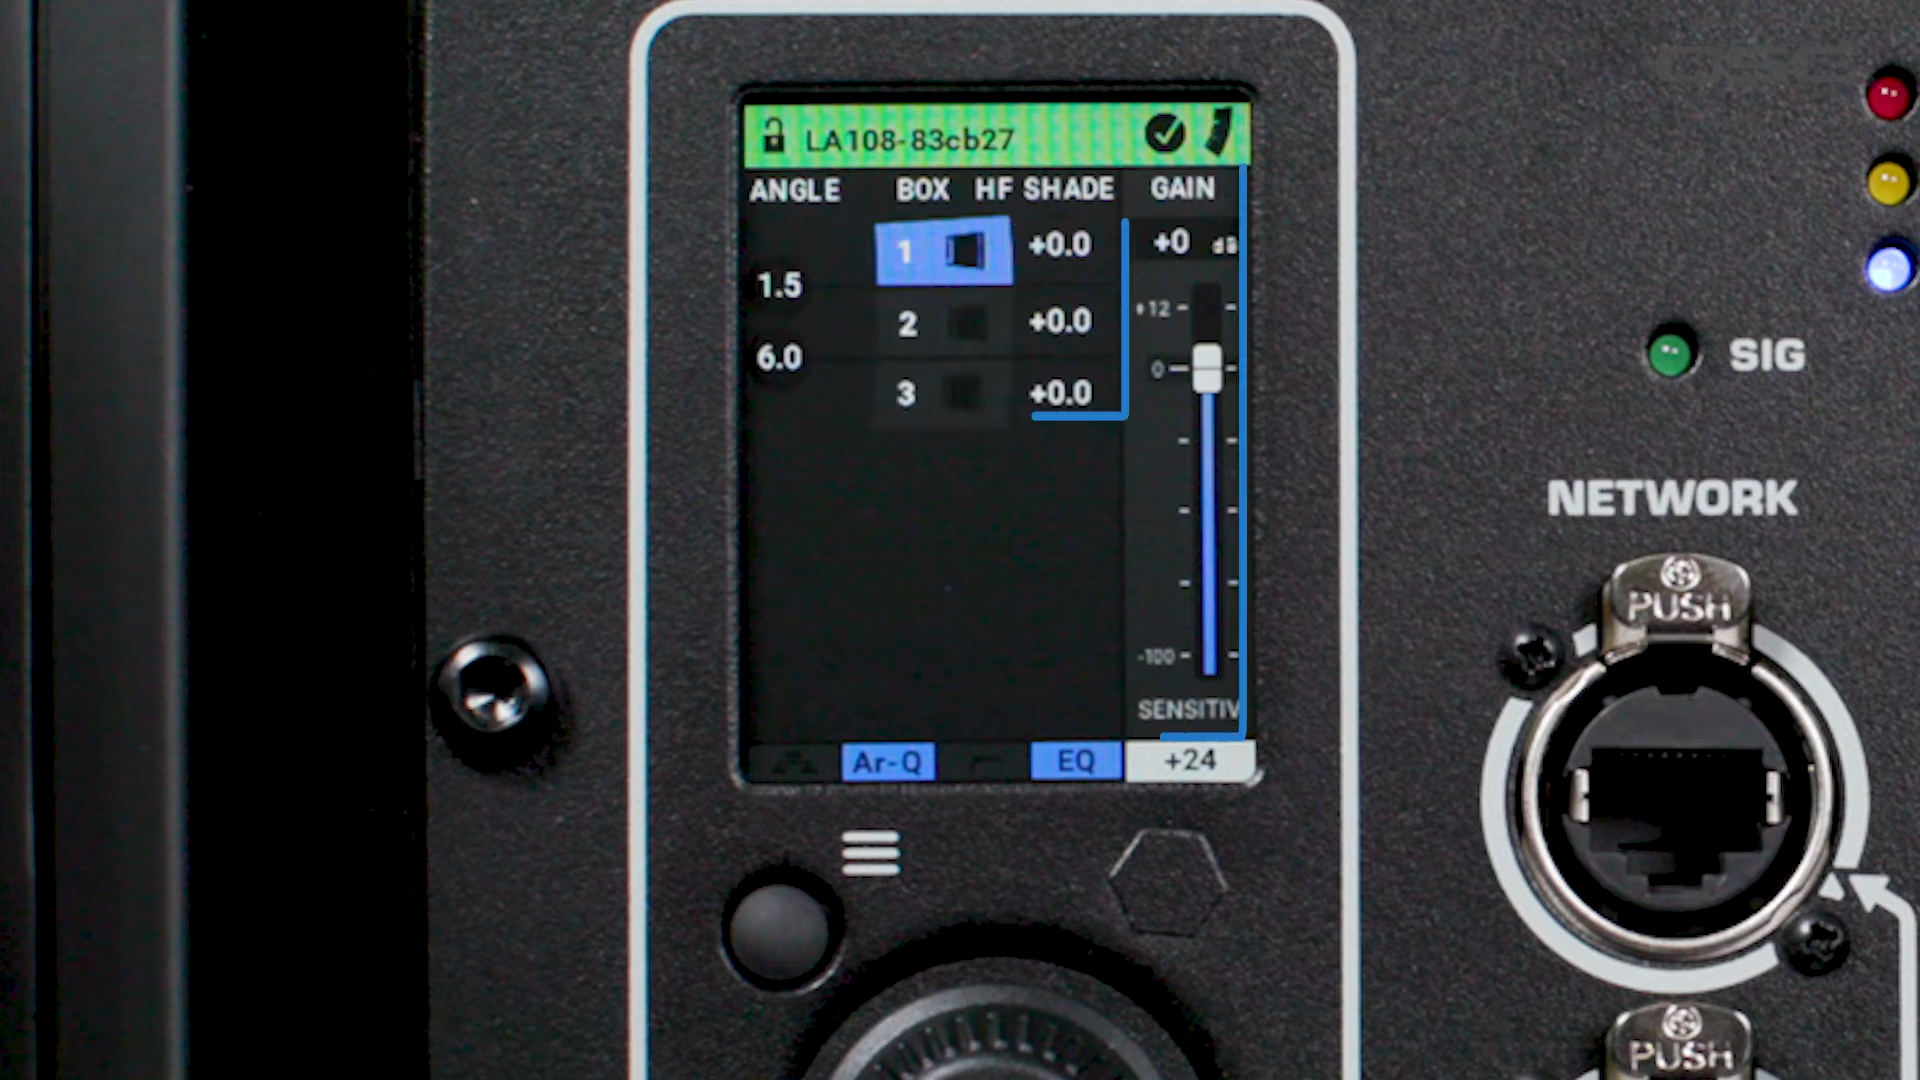 LA108-83cb27
ANGLE BOX HF SHADE GAIN
1 +0.0 +0 dB
1.5
+12
2 +0.0
6.0
0
3 +0.0
-100
SENSITIV
Ar-Q EQ +24
SIG
NETWORK
PUSH
PUSH